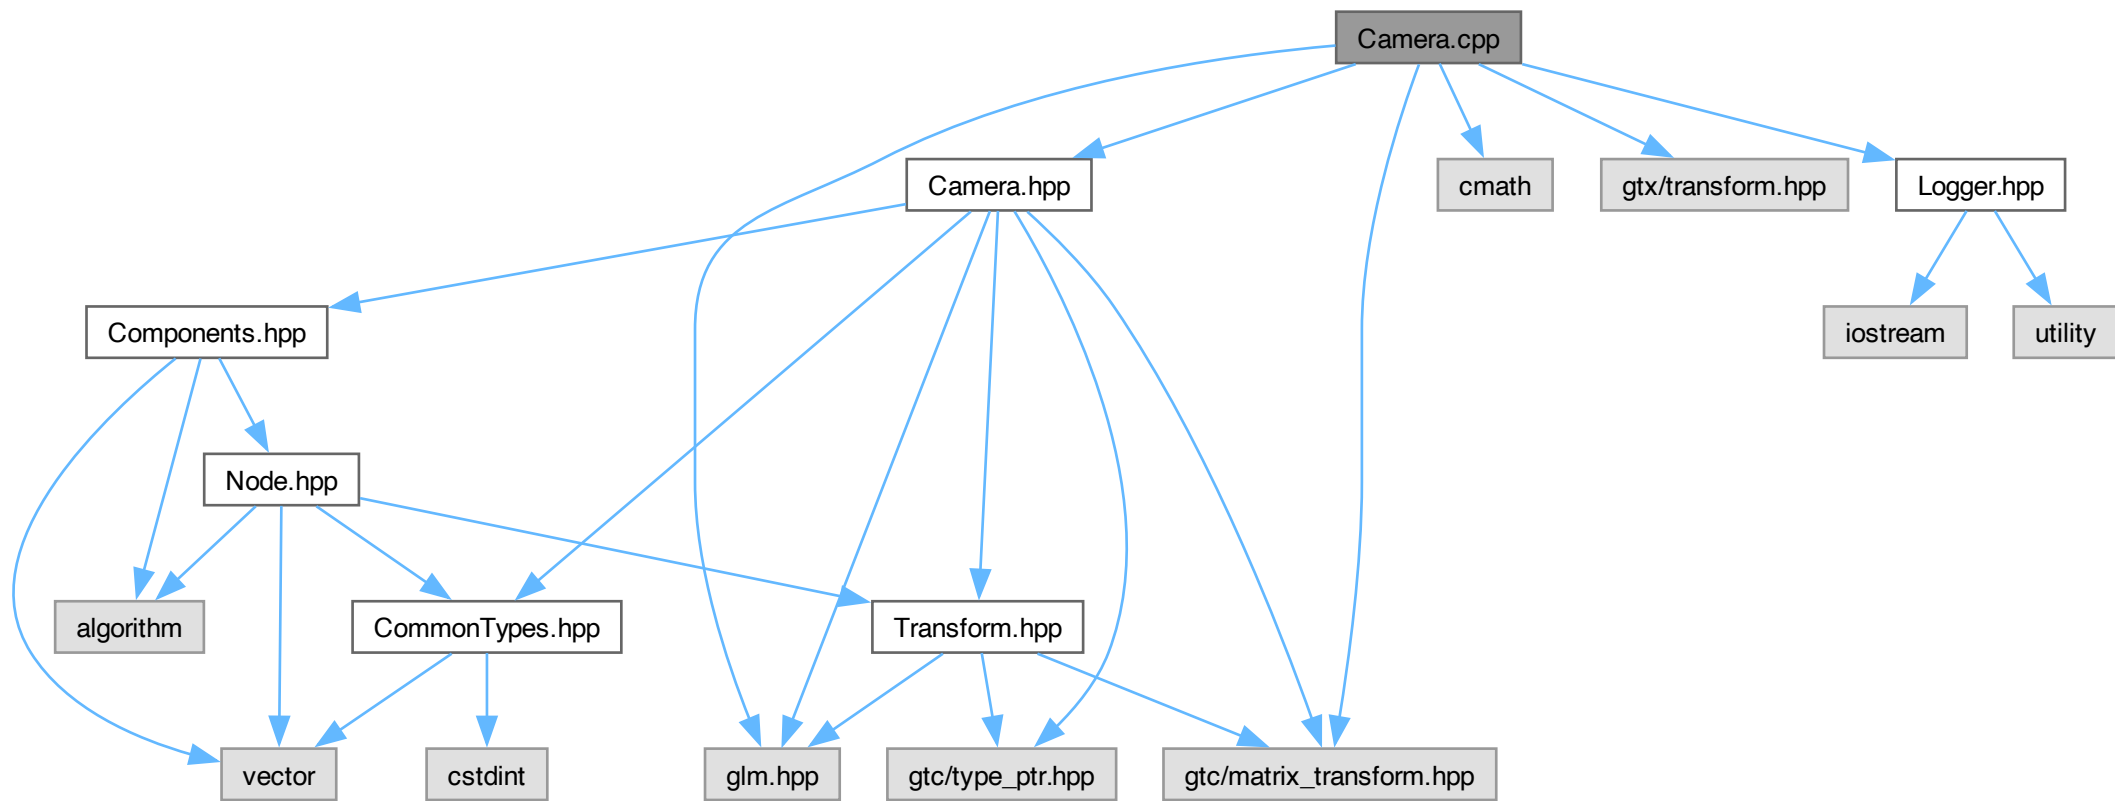 Camera.cpp
Camera.hpp
cmath
gtx/transform.hpp
Logger.hpp
Components.hpp
iostream
utility
Node.hpp
algorithm
CommonTypes.hpp
Transform.hpp
vector
cstdint
glm.hpp
gtc/type_ptr.hpp
gtc/matrix_transform.hpp